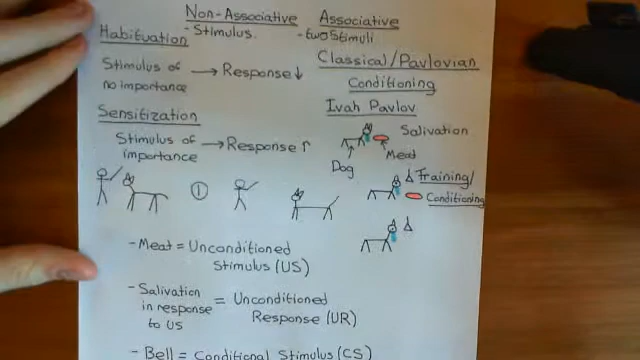 Non-Associative
- Stimulus.
Habituation
Stimulus of
no importance
→ Response ↓
Sensitization
Stimulus of
importance
→ Response ↑
①
Associative
- two Stimuli
Classical/Pavlovian
Conditioning
Ivah Pavlov
Salivation
Meat
Dog
Training/
Conditioning
- Meat = Unconditioned
Stimulus (US)
- Salivation
in response
to US
= Unconditioned
Response (UR)
- Bell = Conditional Stimulus (CS)